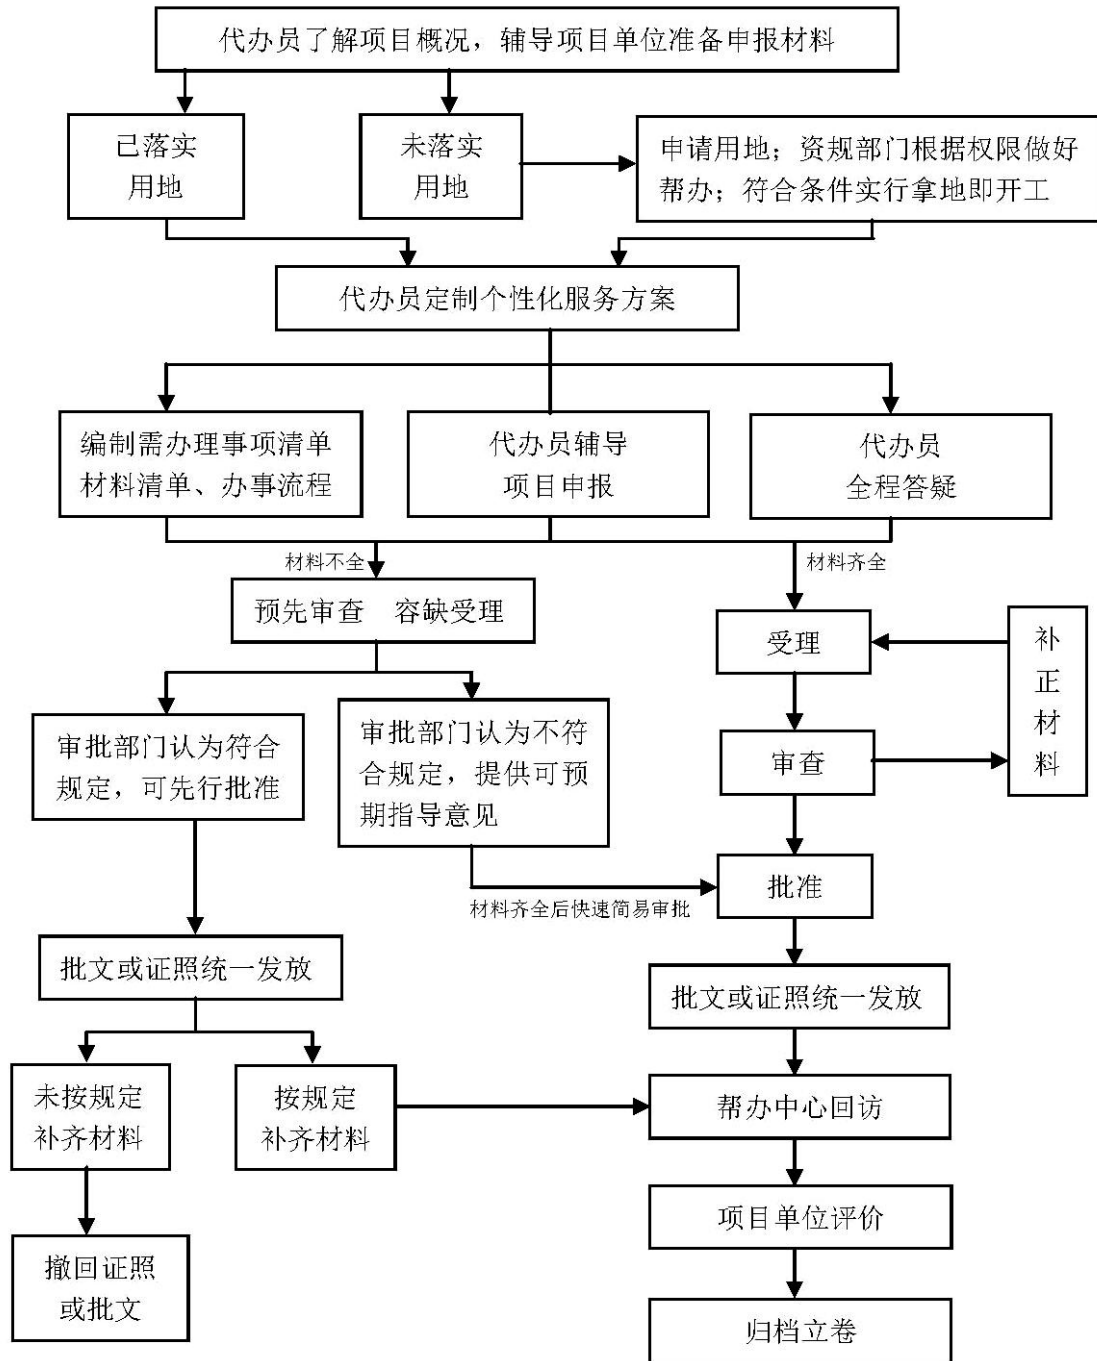 代办员了解项目概况，辅导项目单位准备申报材料
已落实
用地
未落实
用地
申请用地；资规部门根据权限做好
帮办；符合条件实行拿地即开工
代办员定制个性化服务方案
编制需办理事项清单
材料清单、办事流程
代办员辅导
项目申报
代办员
全程答疑
材料不全
材料齐全
预先审查 容缺受理
受理
补
正
材
料
审批部门认为符合
规定，可先行批准
审批部门认为不符
合规定，提供可预
期指导意见
审查
批准
材料齐全后快速简易审批
批文或证照统一发放
批文或证照统一发放
未按规定
补齐材料
按规定
补齐材料
帮办中心回访
项目单位评价
撤回证照
或批文
归档立卷